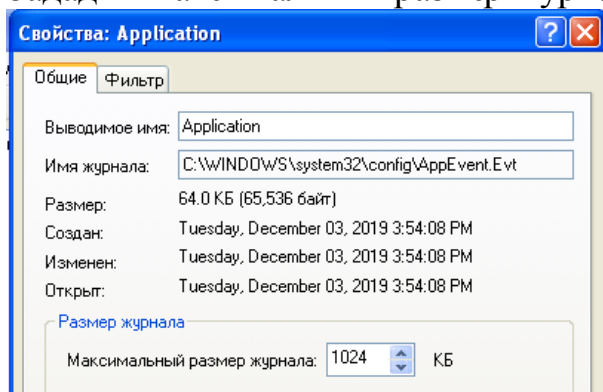 Свойства: Application
Общие Фильтр
Выводимое имя: Application
Имя журнала: C:\WINDOWS\system32\config\AppEvent.Evt
Размер: 64.0 КБ (65,536 байт)
Создан: Tuesday, December 03, 2019 3:54:08 PM
Изменен: Tuesday, December 03, 2019 3:54:08 PM
Открыт: Tuesday, December 03, 2019 3:54:08 PM
Размер журнала
Максимальный размер журнала: 1024 КБ